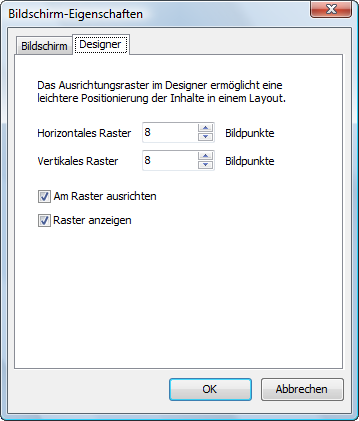 Bildschirm-Eigenschaften
Bildschirm Designer
Das Ausrichtungsraster im Designer ermöglicht eine
leichtere Positionierung der Inhalte in einem Layout.
Horizontales Raster 8 Bildpunkte
Vertikales Raster 8 Bildpunkte
Am Raster ausrichten
Raster anzeigen
OK Abbrechen